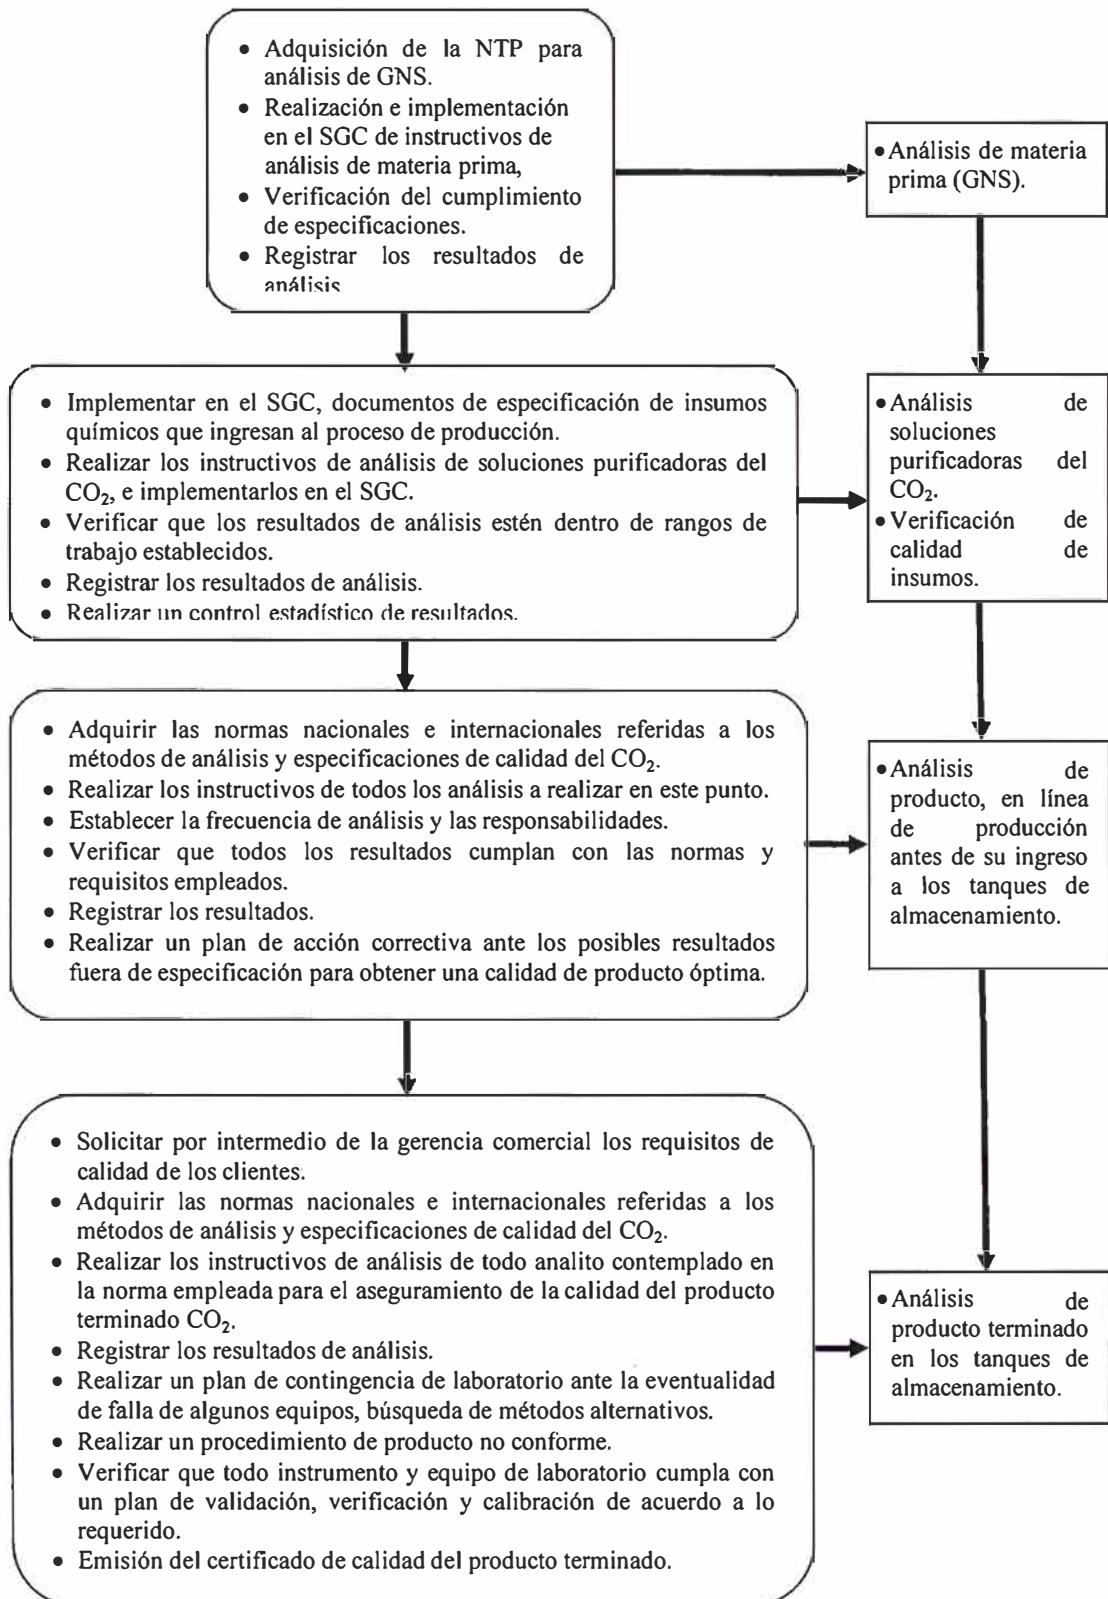 • Adquisición de la NTP para
análisis de GNS.
• Realización e implementación
en el SGC de instructivos de
análisis de materia prima,
• Verificación del cumplimiento
de especificaciones.
• Registrar los resultados de
análisis
• Análisis de materia
prima (GNS).
• Implementar en el SGC, documentos de especificación de insumos
químicos que ingresan al proceso de producción.
• Realizar los instructivos de análisis de soluciones purificadoras del
CO₂, e implementarlos en el SGC.
• Verificar que los resultados de análisis estén dentro de rangos de
trabajo establecidos.
• Registrar los resultados de análisis.
• Realizar un control estadístico de resultados.
• Análisis de
soluciones
purificadoras del
CO₂.
• Verificación de
calidad de
insumos.
• Adquirir las normas nacionales e internacionales referidas a los
métodos de análisis y especificaciones de calidad del CO₂.
• Realizar los instructivos de todos los análisis a realizar en este punto.
• Establecer la frecuencia de análisis y las responsabilidades.
• Verificar que todos los resultados cumplan con las normas y
requisitos empleados.
• Registrar los resultados.
• Realizar un plan de acción correctiva ante los posibles resultados
fuera de especificación para obtener una calidad de producto óptima.
• Análisis de
producto, en línea
de producción
antes de su ingreso
a los tanques de
almacenamiento.
• Solicitar por intermedio de la gerencia comercial los requisitos de
calidad de los clientes.
• Adquirir las normas nacionales e internacionales referidas a los
métodos de análisis y especificaciones de calidad del CO₂.
• Realizar los instructivos de análisis de todo analito contemplado en
la norma empleada para el aseguramiento de la calidad del producto
terminado CO₂.
• Registrar los resultados de análisis.
• Realizar un plan de contingencia de laboratorio ante la eventualidad
de falla de algunos equipos, búsqueda de métodos alternativos.
• Realizar un procedimiento de producto no conforme.
• Verificar que todo instrumento y equipo de laboratorio cumpla con
un plan de validación, verificación y calibración de acuerdo a lo
requerido.
• Emisión del certificado de calidad del producto terminado.
• Análisis de
producto terminado
en los tanques de
almacenamiento.